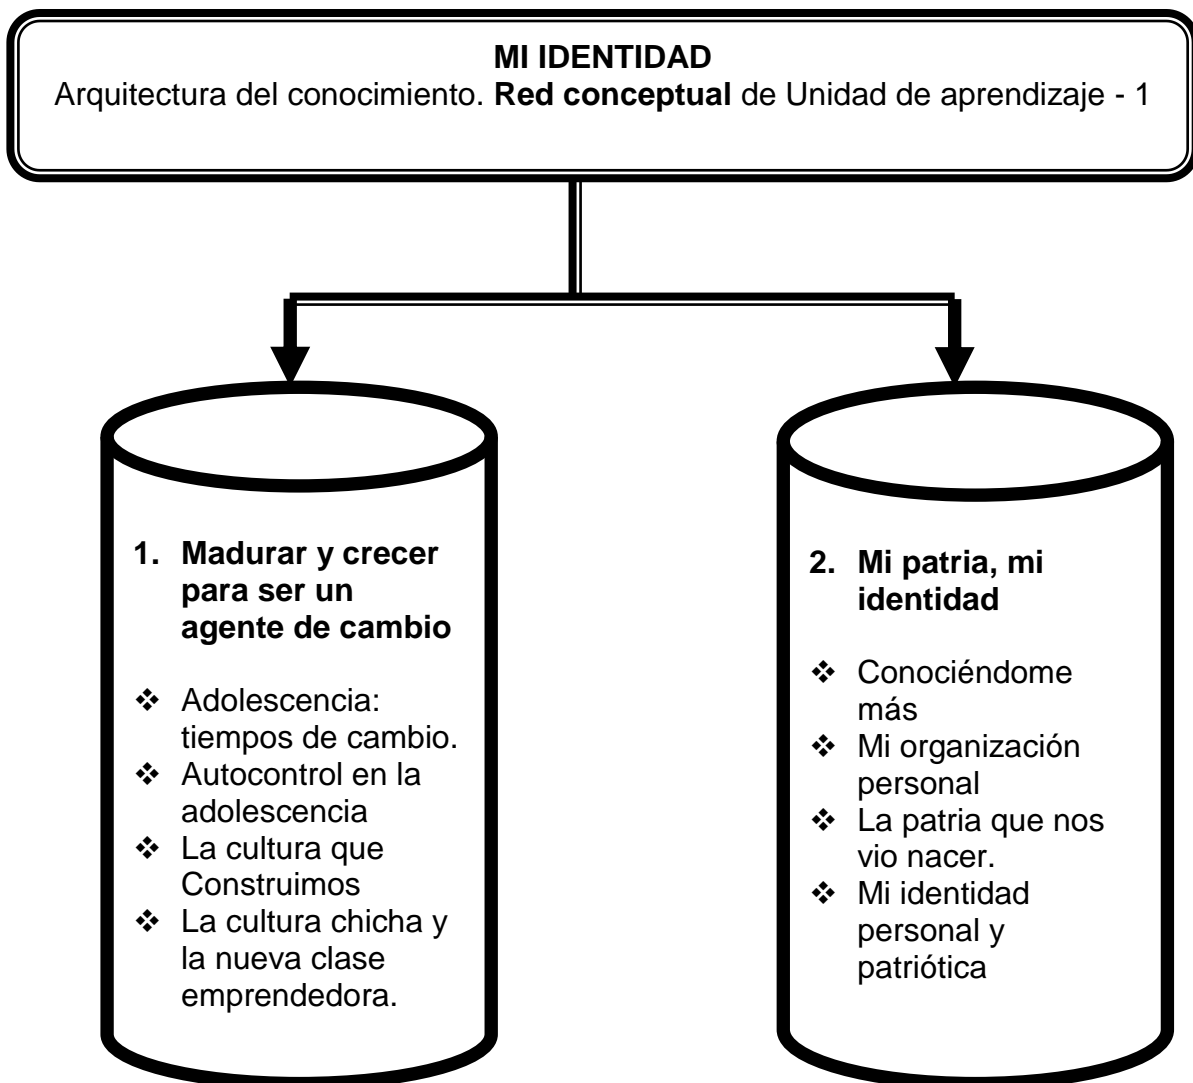 MI IDENTIDAD
Arquitectura del conocimiento. Red conceptual de Unidad de aprendizaje - 1
1. Madurar y crecer
para ser un
agente de cambio
❖ Adolescencia:
tiempos de cambio.
❖ Autocontrol en la
adolescencia
❖ La cultura que
Construimos
❖ La cultura chicha y
la nueva clase
emprendedora.
2. Mi patria, mi
identidad
❖ Conociéndome
más
❖ Mi organización
personal
❖ La patria que nos
vio nacer.
❖ Mi identidad
personal y
patriótica